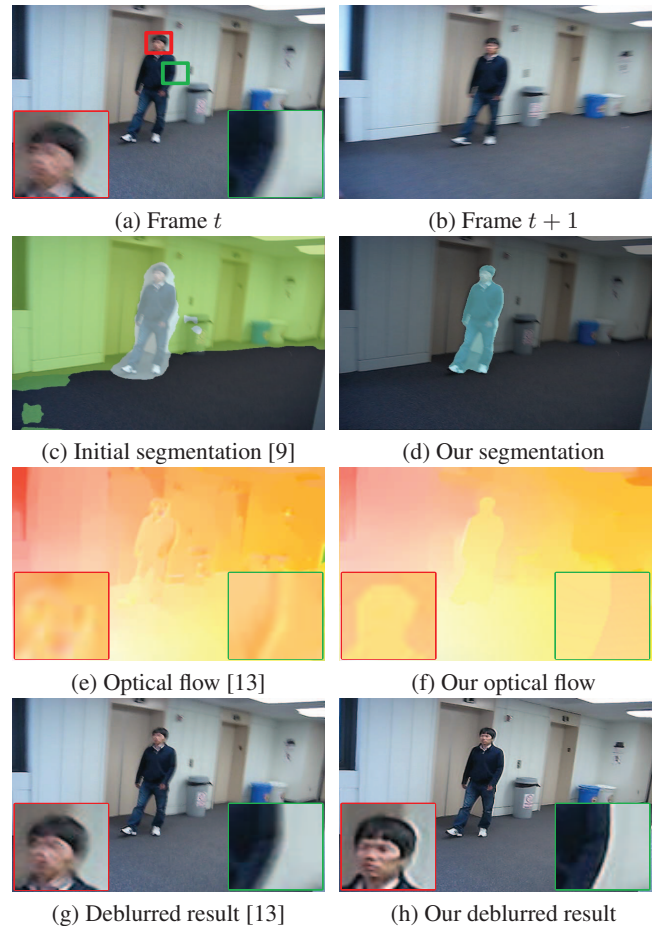 (a) Frame t
(b) Frame t + 1
(c) Initial segmentation [9]
(d) Our segmentation
(e) Optical flow [13]
(f) Our optical flow
(g) Deblurred result [13]
(h) Our deblurred result